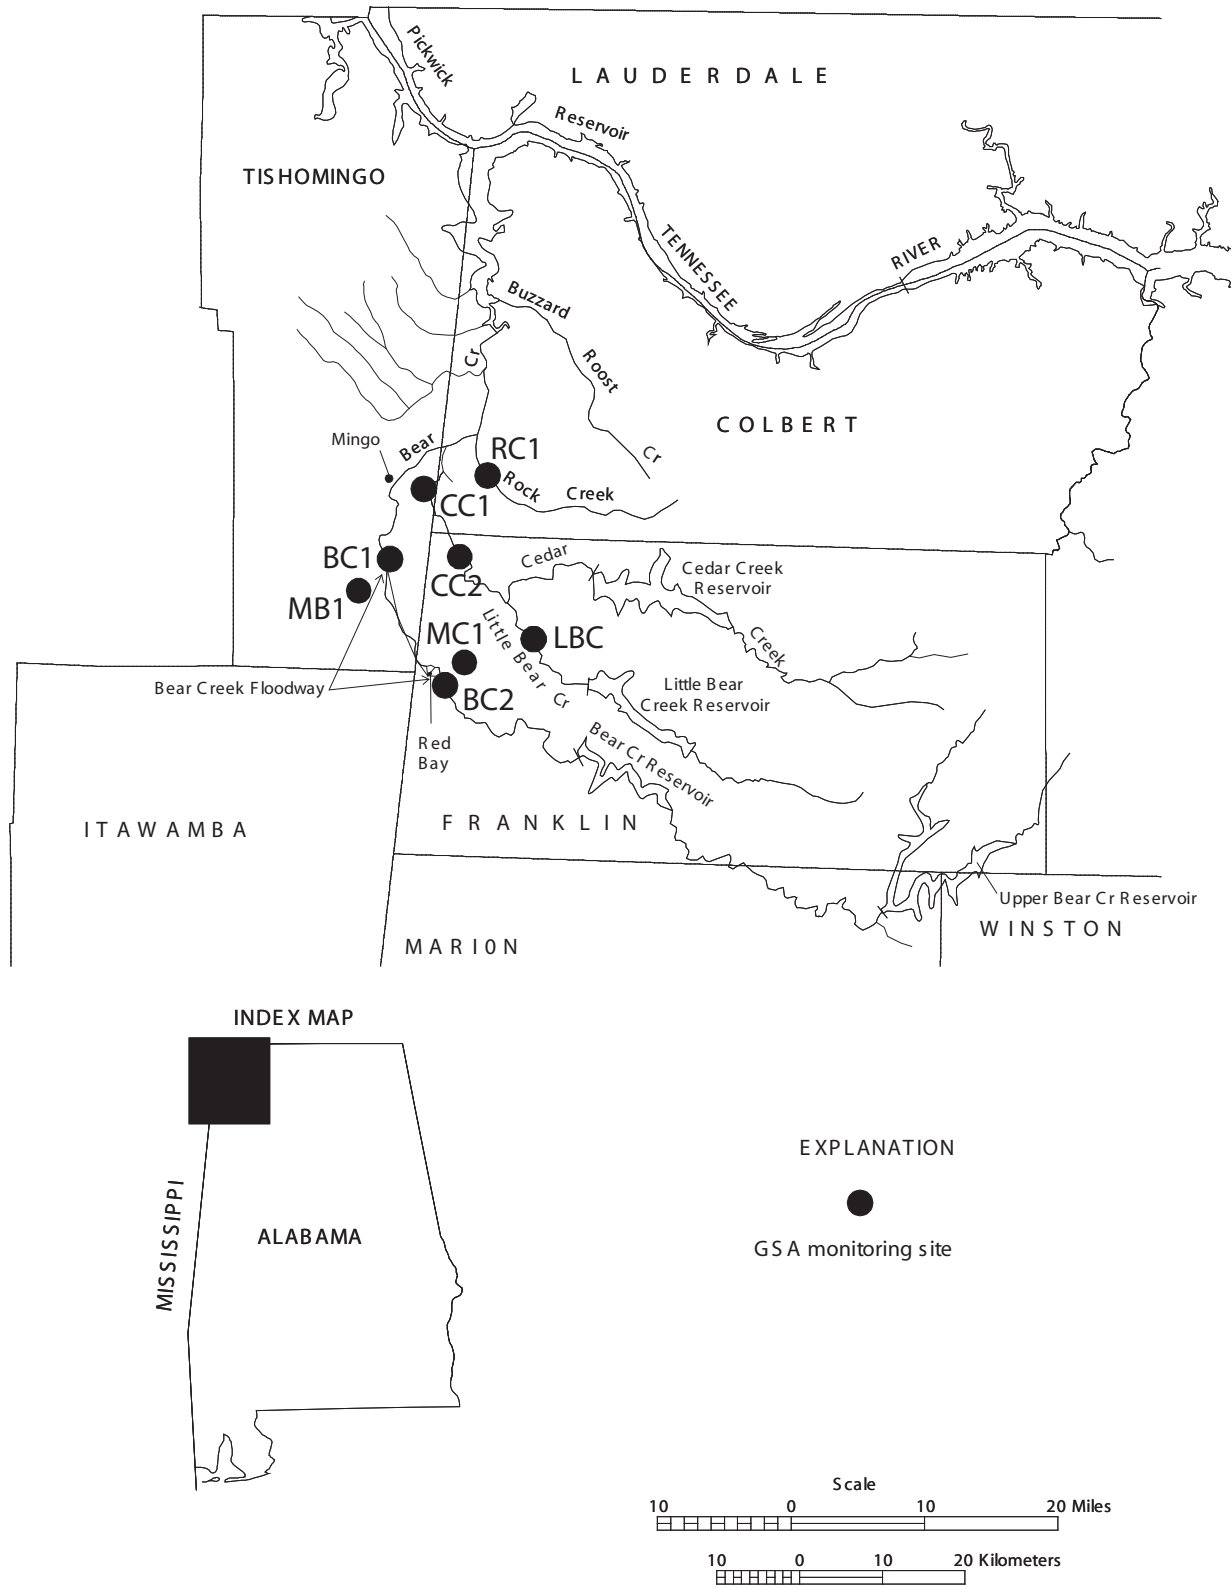 Pickwick
LAUDERDALE
Reservoir
TISHOMINGO
TENNESSEE
RIVER
Buzzard
Roost
Cr
Cr
COLBERT
Bear
Mingo
RC1
Rock
Creek
CC1
BC1
CC2
Cedar
Cedar Creek
Reservoir
MB1
MC1
Little Bear Cr
LBC
Creek
Bear Creek Floodway
BC2
Little Bear
Creek Reservoir
Red
Bay
Bear Cr Reservoir
ITAWAMBA
FRANKLIN
Upper Bear Cr Reservoir
WINSTON
MARI0N
INDEX MAP
MISSISSIPPI
ALABAMA
EXPLANATION
GSA monitoring site
Scale
10 0 10 20 Miles
10 0 10 20 Kilometers